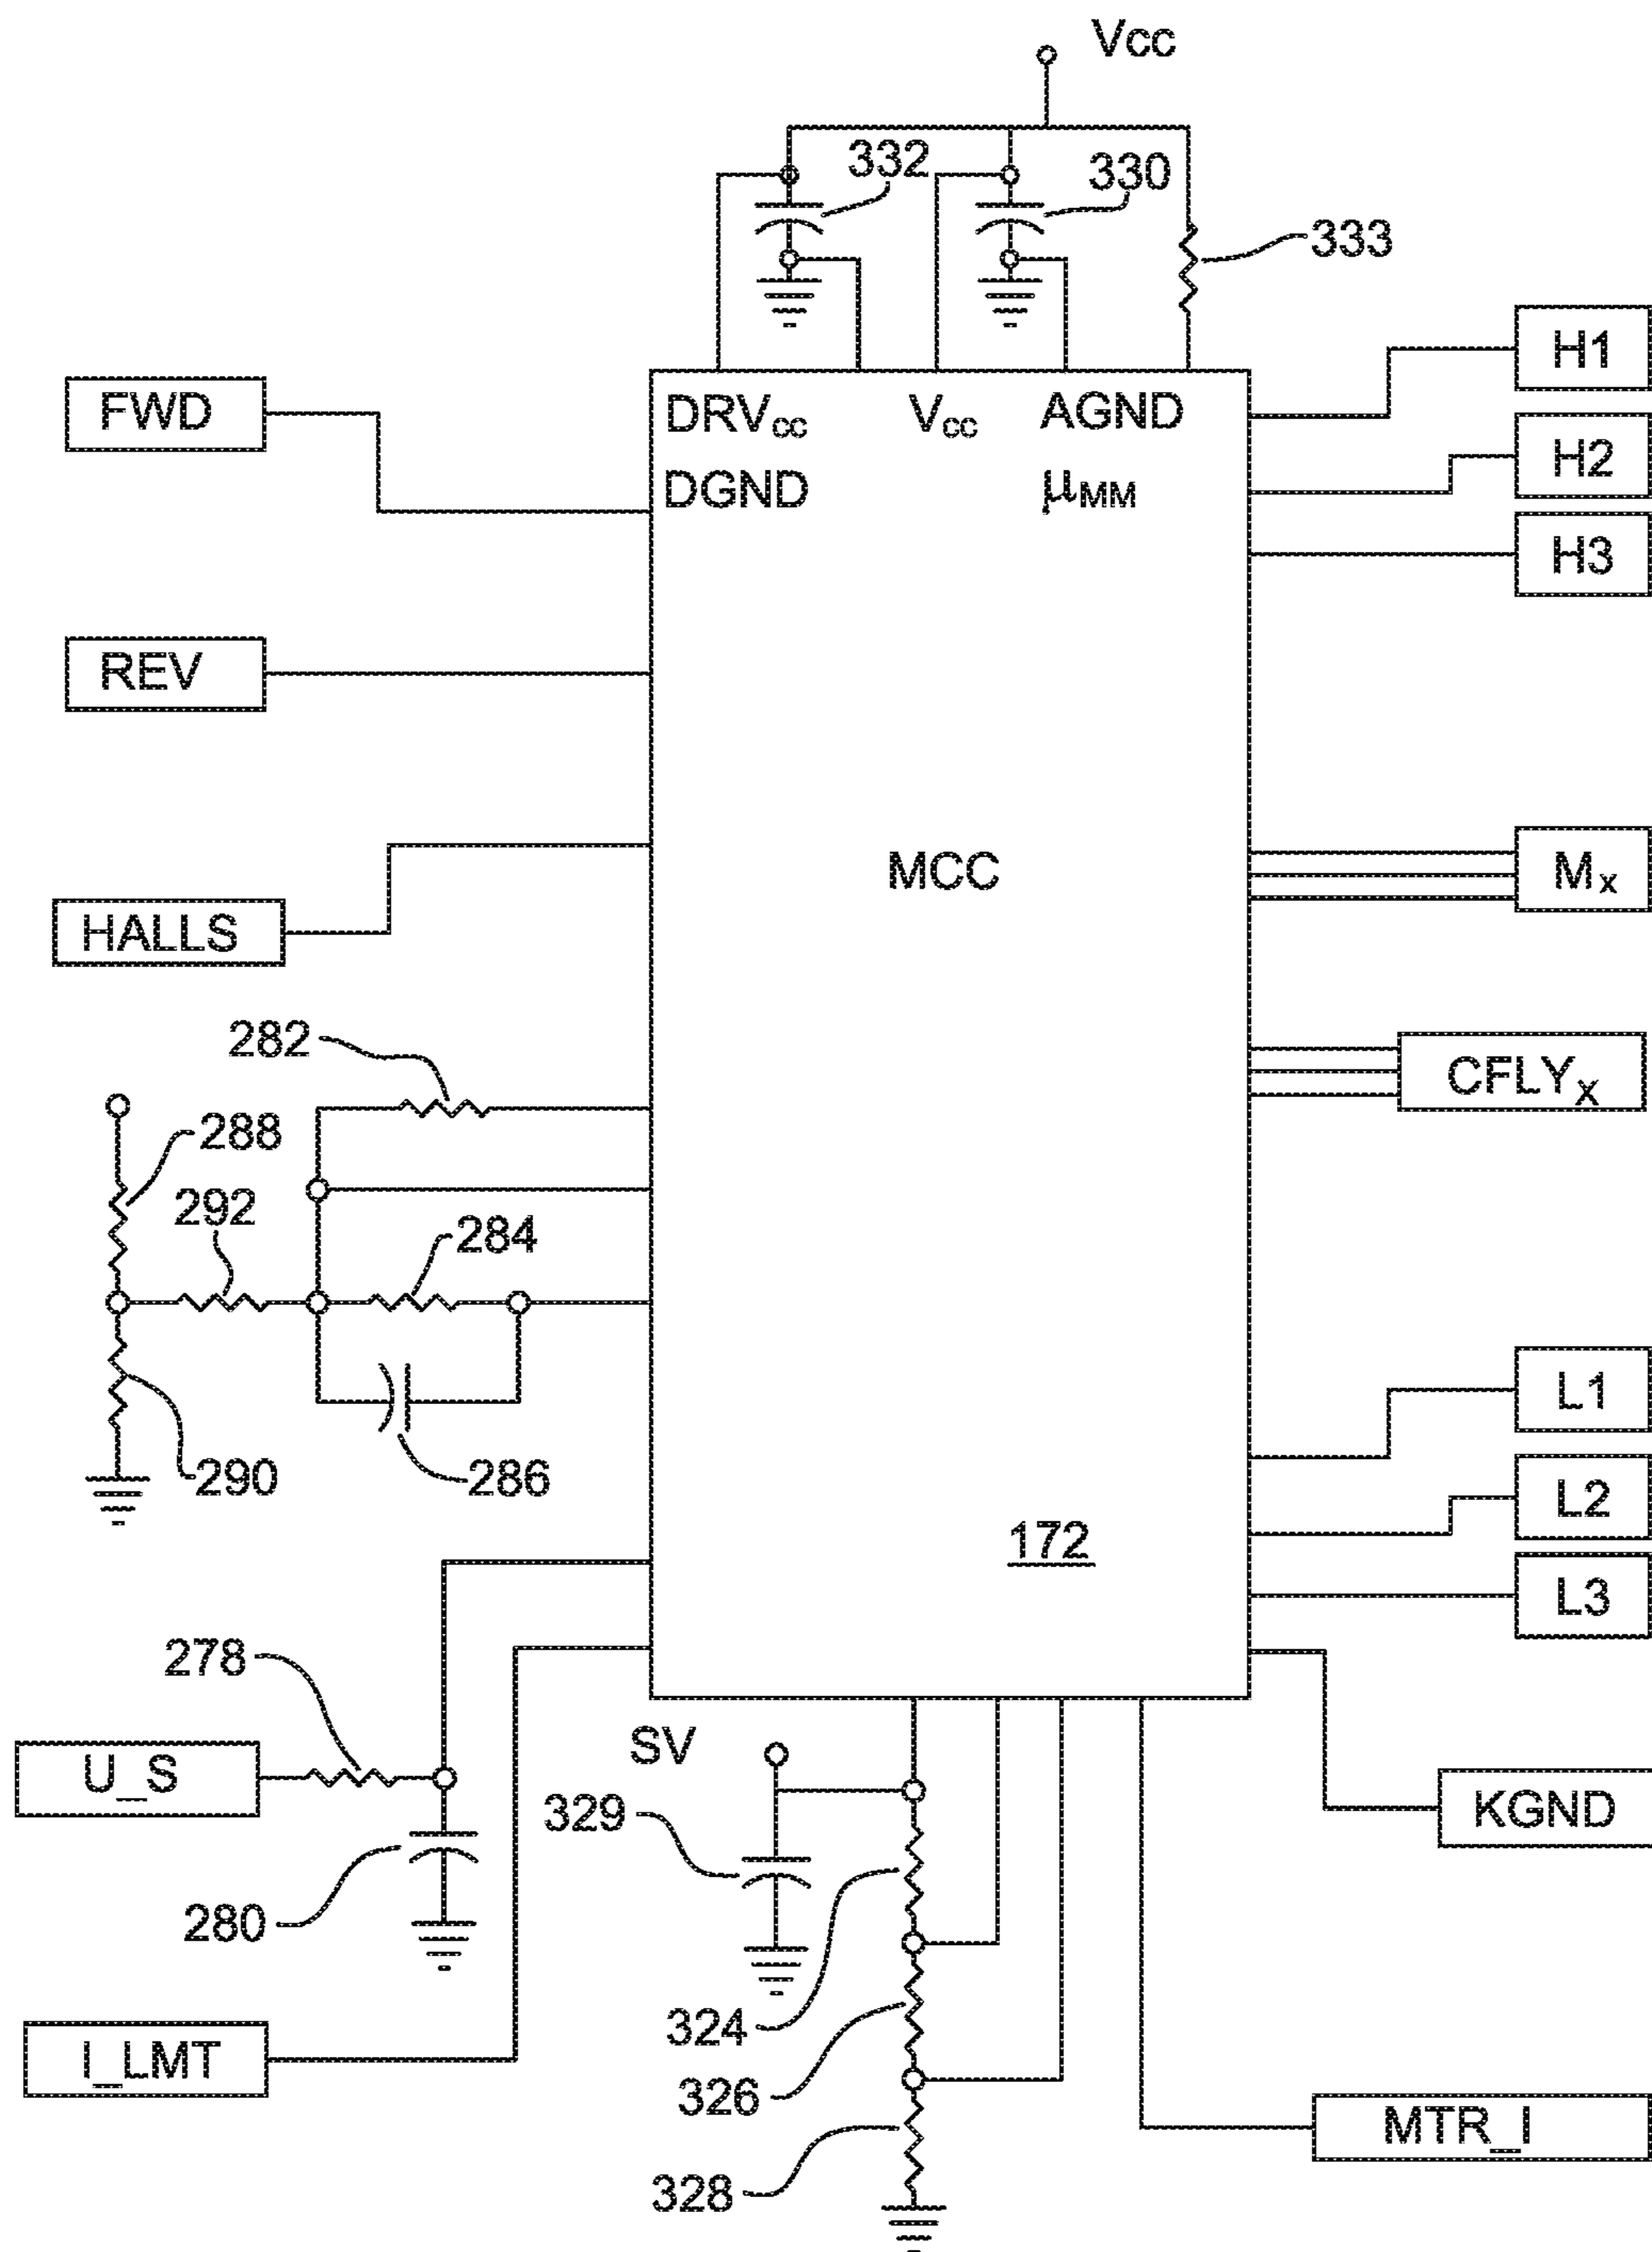 Vcc
332
330
333
H1
FWD
DRVcc
Vcc
AGND
H2
DGND
μMM
H3
REV
MCC
Mx
HALLS
282
CFLYX
288
292
284
L1
290
286
L2
172
L3
278
SV
U_S
329
KGND
280
324
I_LMT
326
MTR_I
328